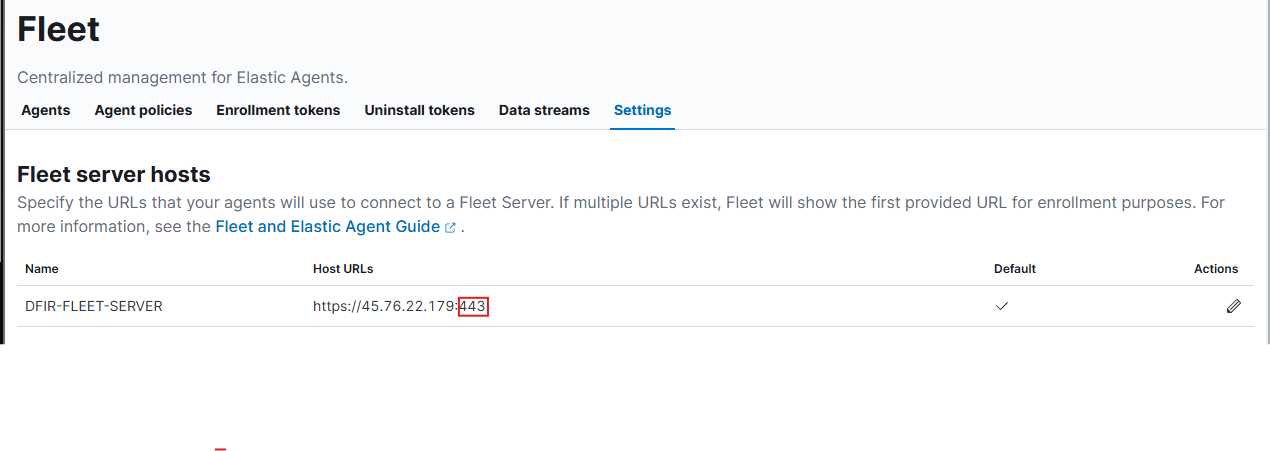 Fleet
Centralized management for Elastic Agents.
Agents Agent policies Enrollment tokens Uninstall tokens Data streams Settings
Fleet server hosts
Specify the URLs that your agents will use to connect to a Fleet Server. If multiple URLs exist, Fleet will show the first provided URL for enrollment purposes. For
more information, see the Fleet and Elastic Agent Guide .
Name Host URLs Default Actions
DFIR-FLEET-SERVER https://45.76.22.179:443